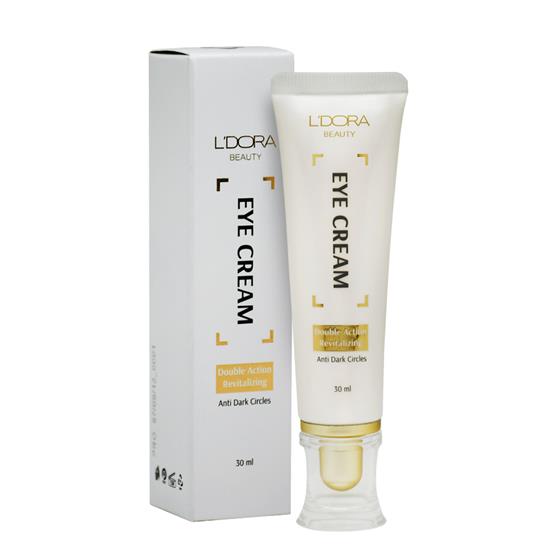 L'DORA
BEAUTY
EYE CREAM
Double Action
Revitalizing
Anti Dark Circles
30 ml
L'DORA
BEAUTY
EYE CREAM
Double Action
Revitalizing
Anti Dark Circles
30 ml